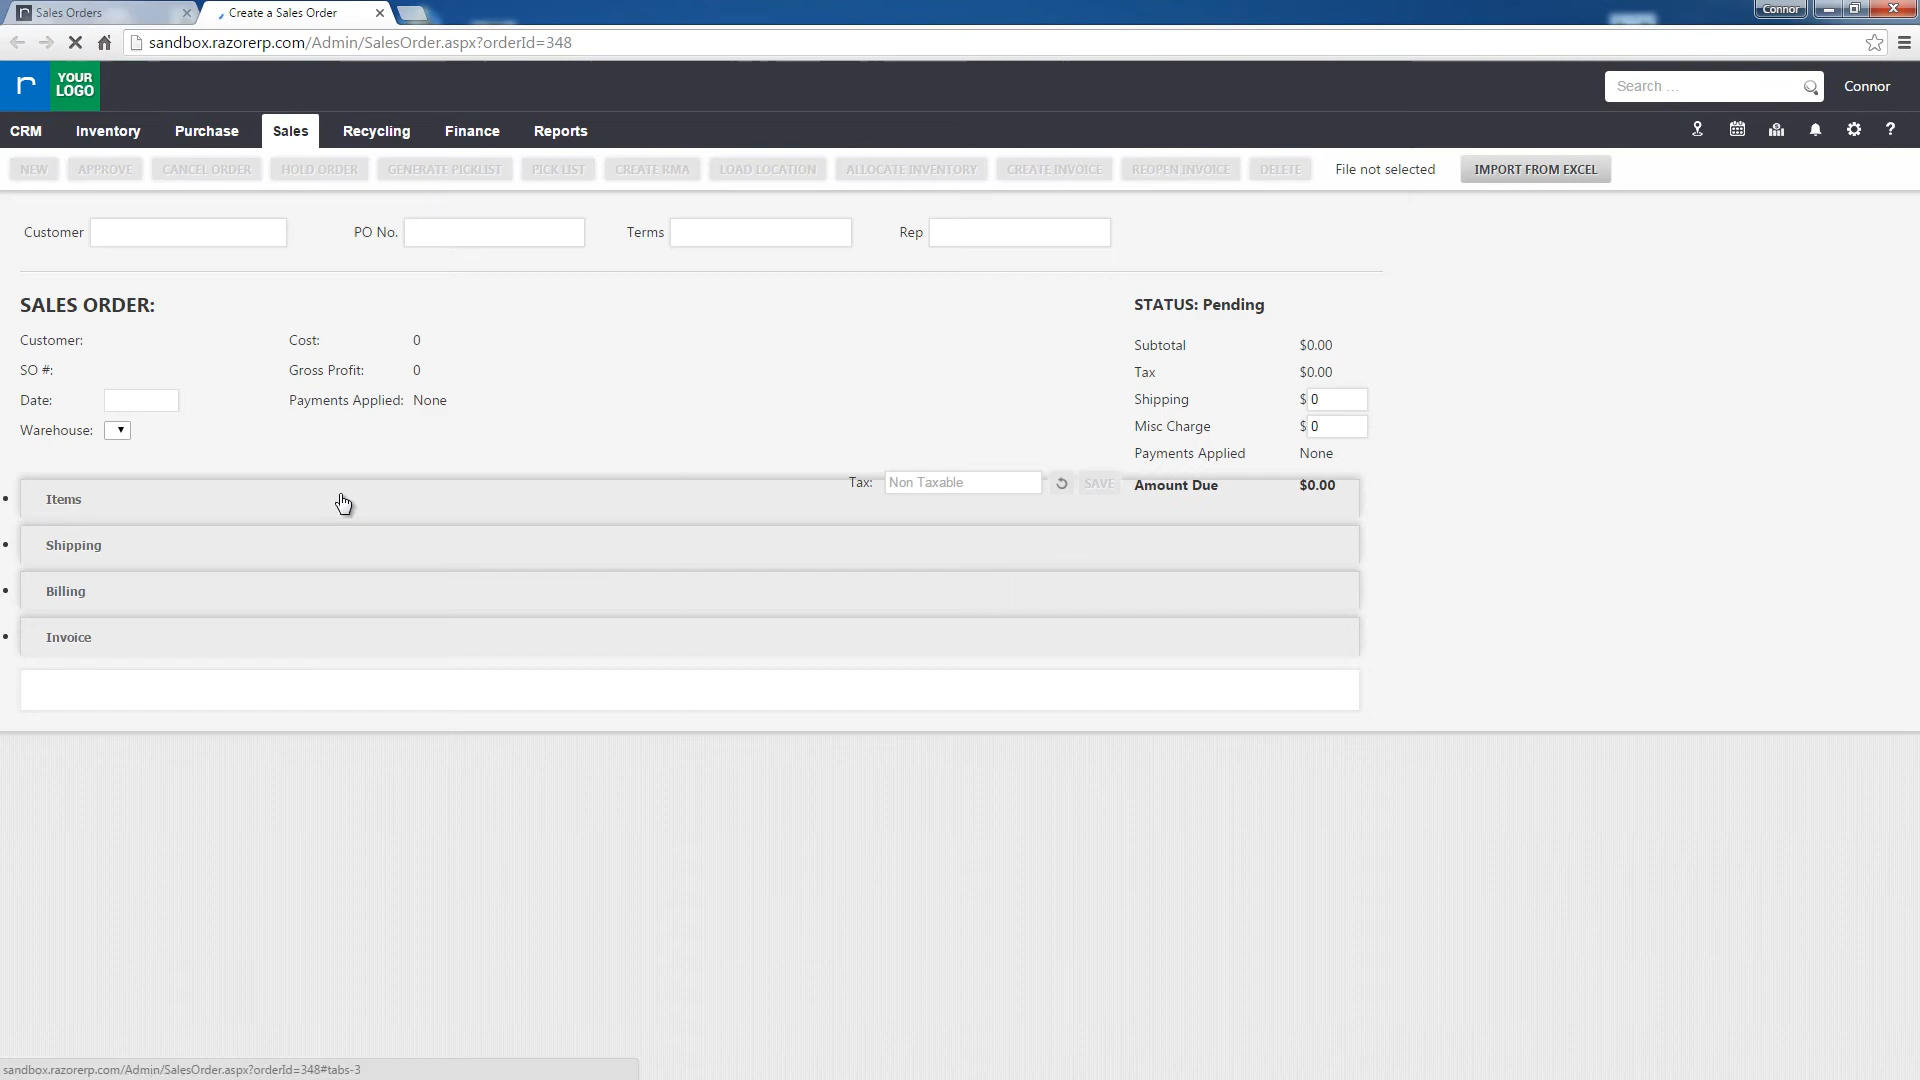 Sales Orders
Create a Sales Order
Connor
sandbox.razorerp.com/Admin/SalesOrder.aspx?orderId=348
r
YOUR
LOGO
Search ...
Connor
CRM Inventory Purchase Sales Recycling Finance Reports
?
NEW APPROVE CANCEL ORDER HOLD ORDER GENERATE PICKLIST PICK LIST CREATE RMA LOAD LOCATION ALLOCATE INVENTORY CREATE INVOICE REOPEN INVOICE DELETE File not selected IMPORT FROM EXCEL
Customer PO No. Terms Rep
SALES ORDER:
Customer: Cost: 0
SO #: Gross Profit: 0
Date: Payments Applied: None
Warehouse:
STATUS: Pending
Subtotal $0.00
Tax $0.00
Shipping $ 0
Misc Charge $ 0
Payments Applied None
Tax: Non Taxable SAVE Amount Due $0.00
Items
Shipping
Billing
Invoice
sandbox.razorerp.com/Admin/SalesOrder.aspx?orderId=348#tabs-3